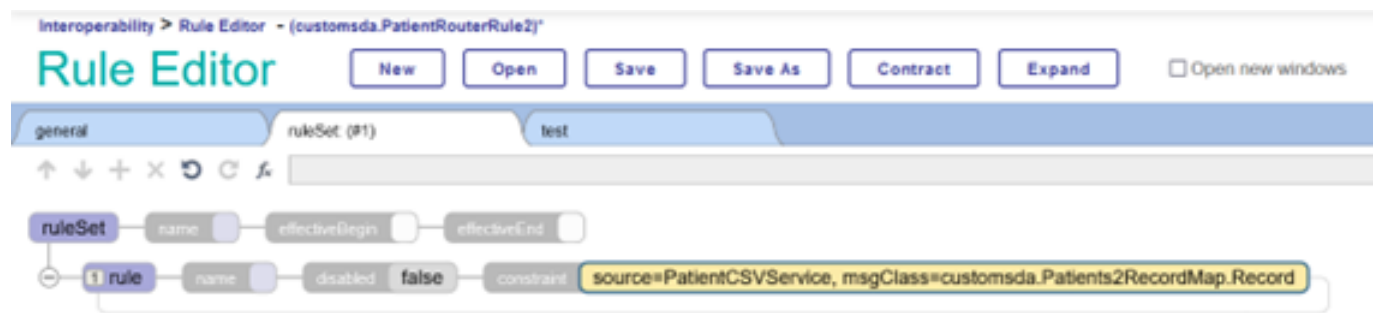 Interoperability > Rule Editor - (customsda.PatientRouterRule2)*
Rule Editor New Open Save Save As Contract Expand Open new windows
general ruleSet: (#1) test
fx
ruleSet name effectiveBegin effectiveEnd
1 rule name disabled false constraint source=PatientCSVService, msgClass=customsda.Patients2RecordMap.Record